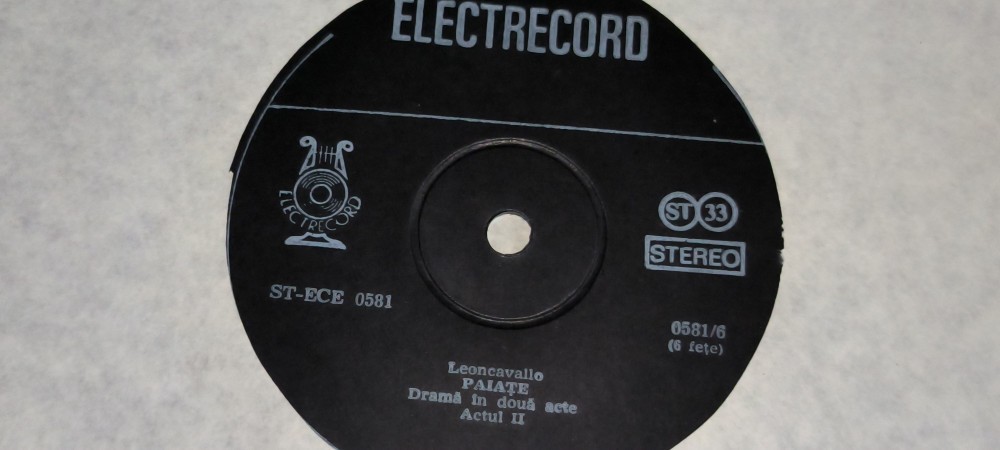 ELECTRECORD
ELECTRECORD
ST 33
STEREO
ST-ECE 0581
0581/6
(6 fețe)
Leoncavallo
PAIAȚE
Dramă în două acte
Actul II